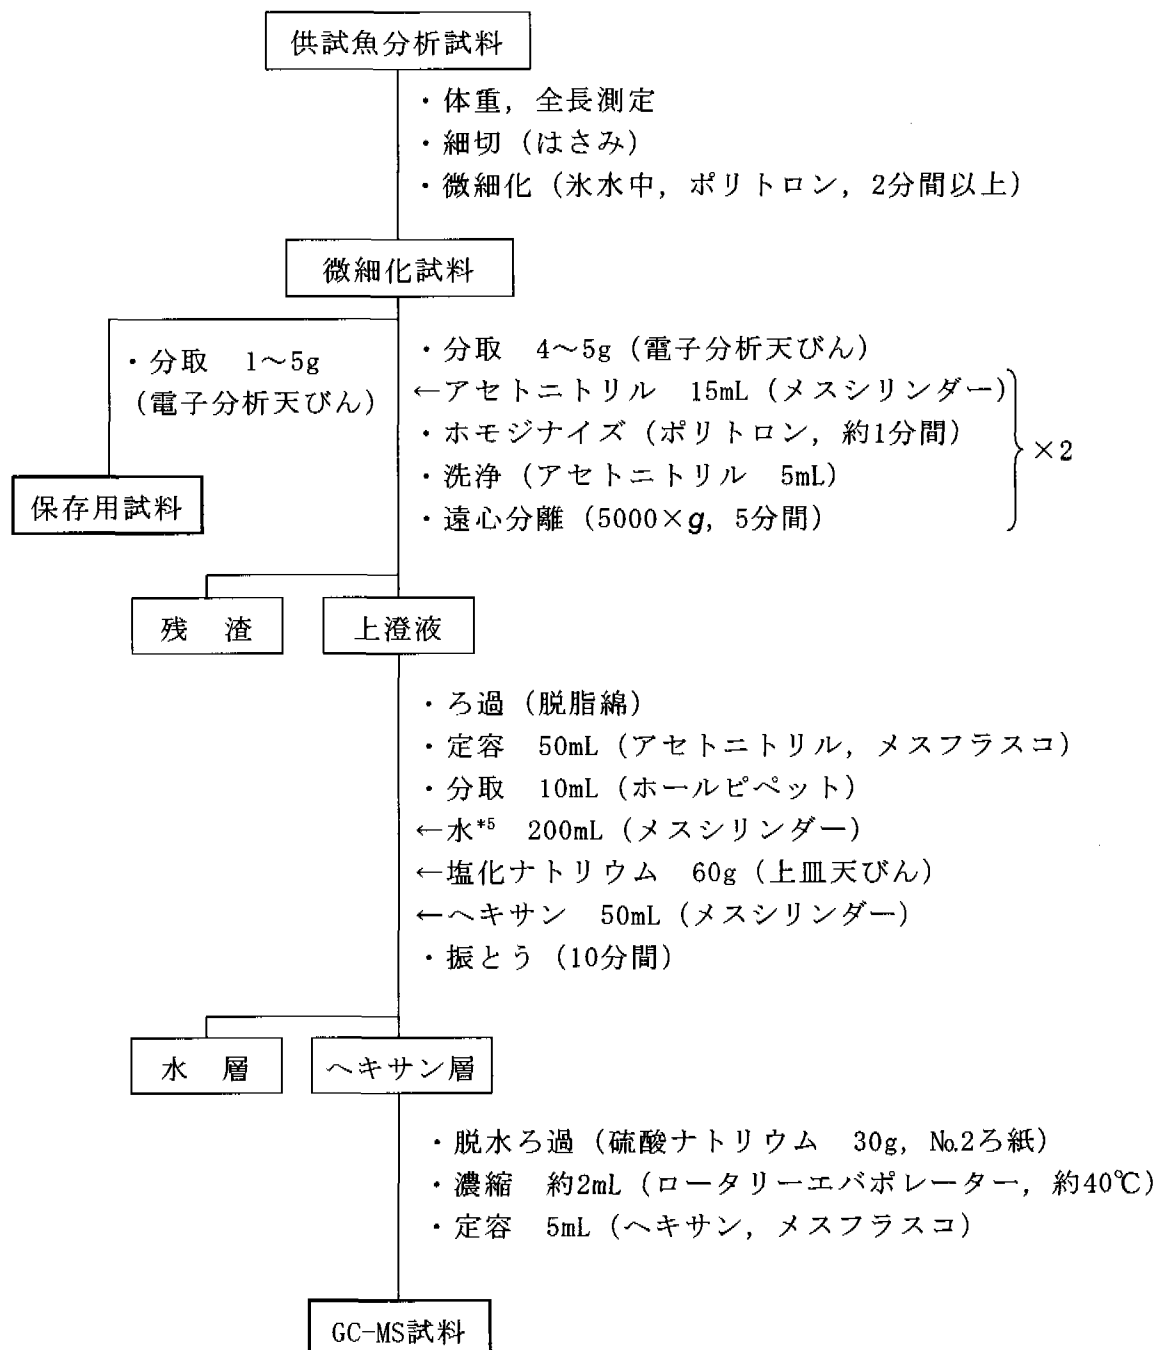 供試魚分析試料
・体重，全長測定
・細切（はさみ）
・微細化（氷水中，ポリトロン，2分間以上）
微細化試料
・分取　1～5g
（電子分析天びん）
保存用試料
・分取　4～5g（電子分析天びん）
←アセトニトリル　15mL（メスシリンダー）
・ホモジナイズ（ポリトロン，約1分間）
・洗浄（アセトニトリル　5mL）
・遠心分離（5000×g，5分間）
×2
残　渣
上澄液
・ろ過（脱脂綿）
・定容　50mL（アセトニトリル，メスフラスコ）
・分取　10mL（ホールピペット）
←水*5　200mL（メスシリンダー）
←塩化ナトリウム　60g（上皿天びん）
←ヘキサン　50mL（メスシリンダー）
・振とう（10分間）
水　層
ヘキサン層
・脱水ろ過（硫酸ナトリウム　30g，№2ろ紙）
・濃縮　約2mL（ロータリーエバポレーター，約40℃）
・定容　5mL（ヘキサン，メスフラスコ）
GC-MS試料